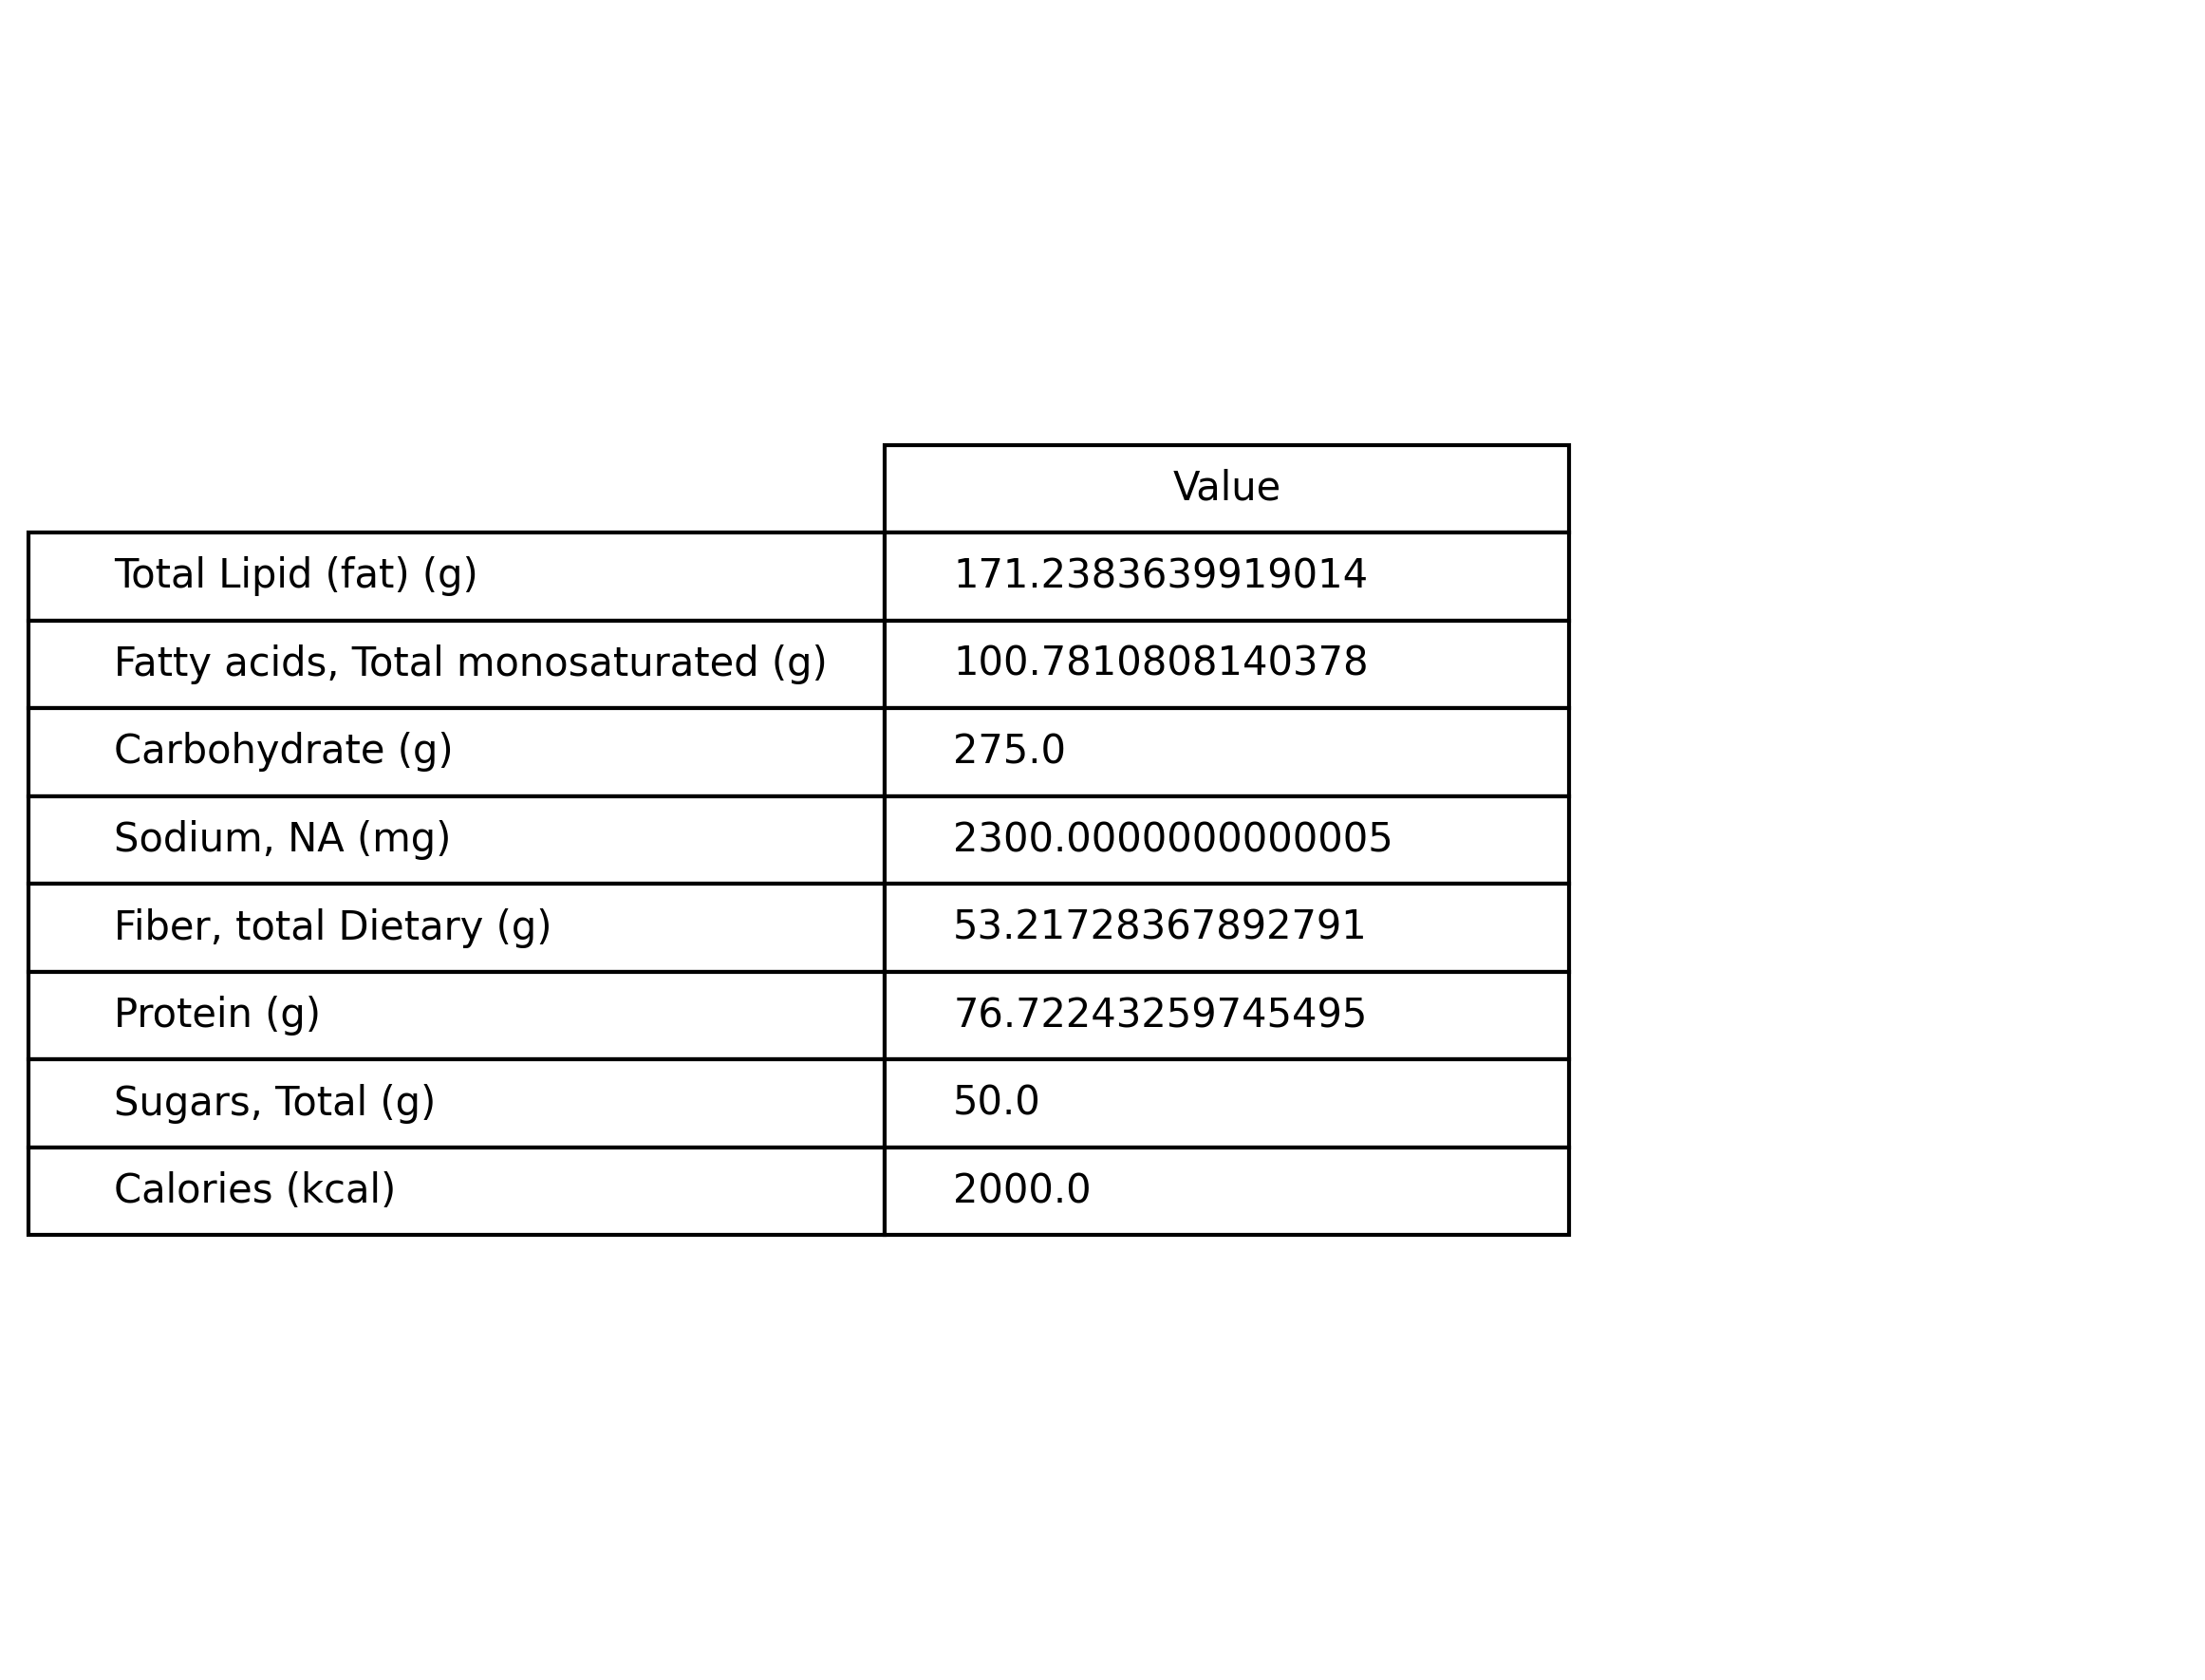 Value
Total Lipid (fat) (g) 171.2383639919014
Fatty acids, Total monosaturated (g) 100.7810808140378
Carbohydrate (g) 275.0
Sodium, NA (mg) 2300.0000000000005
Fiber, total Dietary (g) 53.21728367892791
Protein (g) 76.72243259745495
Sugars, Total (g) 50.0
Calories (kcal) 2000.0